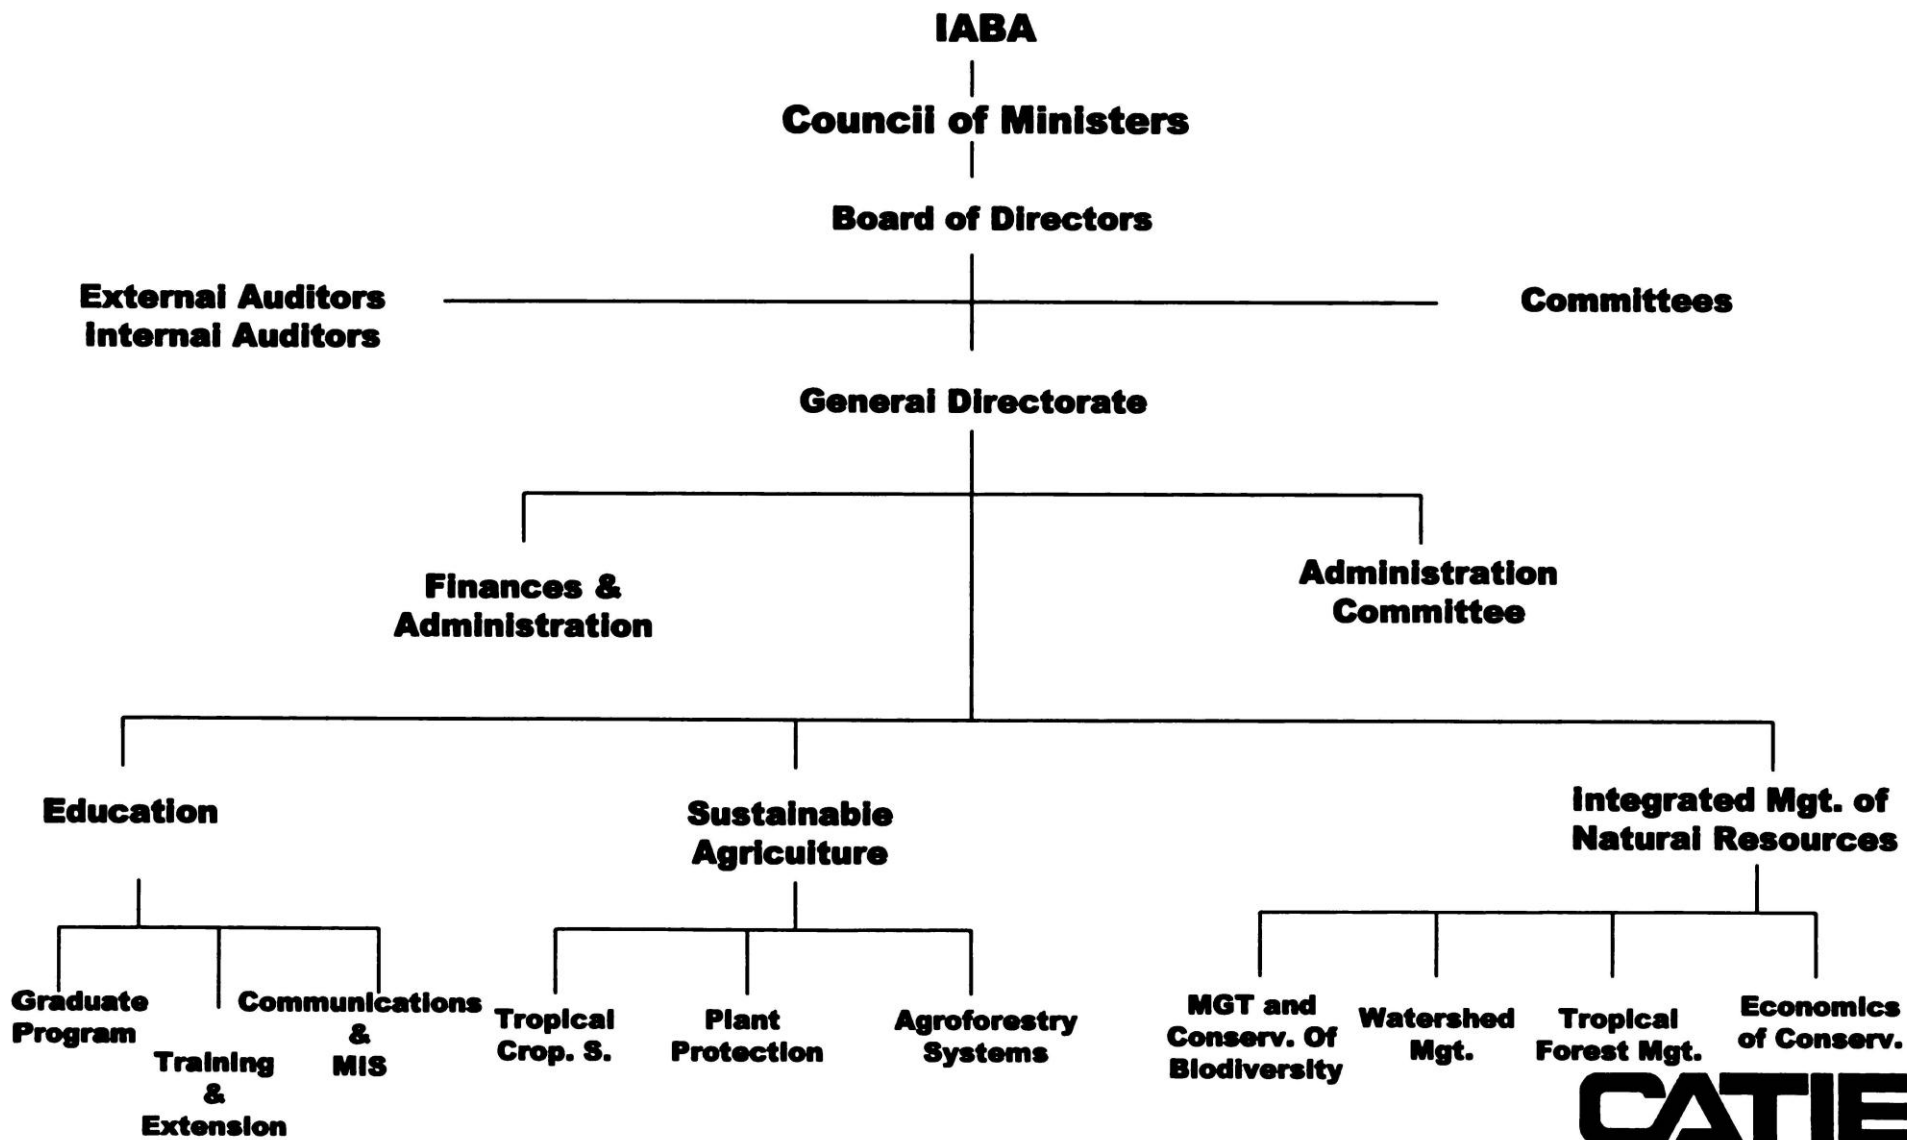 IABA
Council of Ministers
Board of Directors
External Auditors
Internal Auditors
Committees
General Directorate
Finances &
Administration
Administration
Committee
Education
Sustainable
Agriculture
Integrated Mgt. of
Natural Resources
Graduate
Program
Training
&
Extension
Communications
&
MIS
Tropical
Crop. S.
Plant
Protection
Agroforestry
Systems
MGT and
Conserv. Of
Biodiversity
Watershed
Mgt.
Tropical
Forest Mgt.
Economics
of Conserv.
CATIE